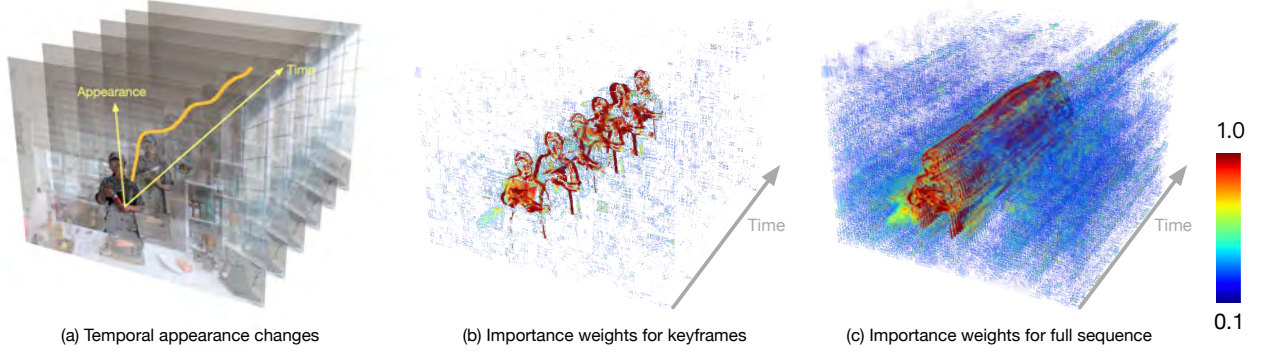 Appearance
Time
(a) Temporal appearance changes
Time
(b) Importance weights for keyframes
Time
(c) Importance weights for full sequence
1.0
0.1